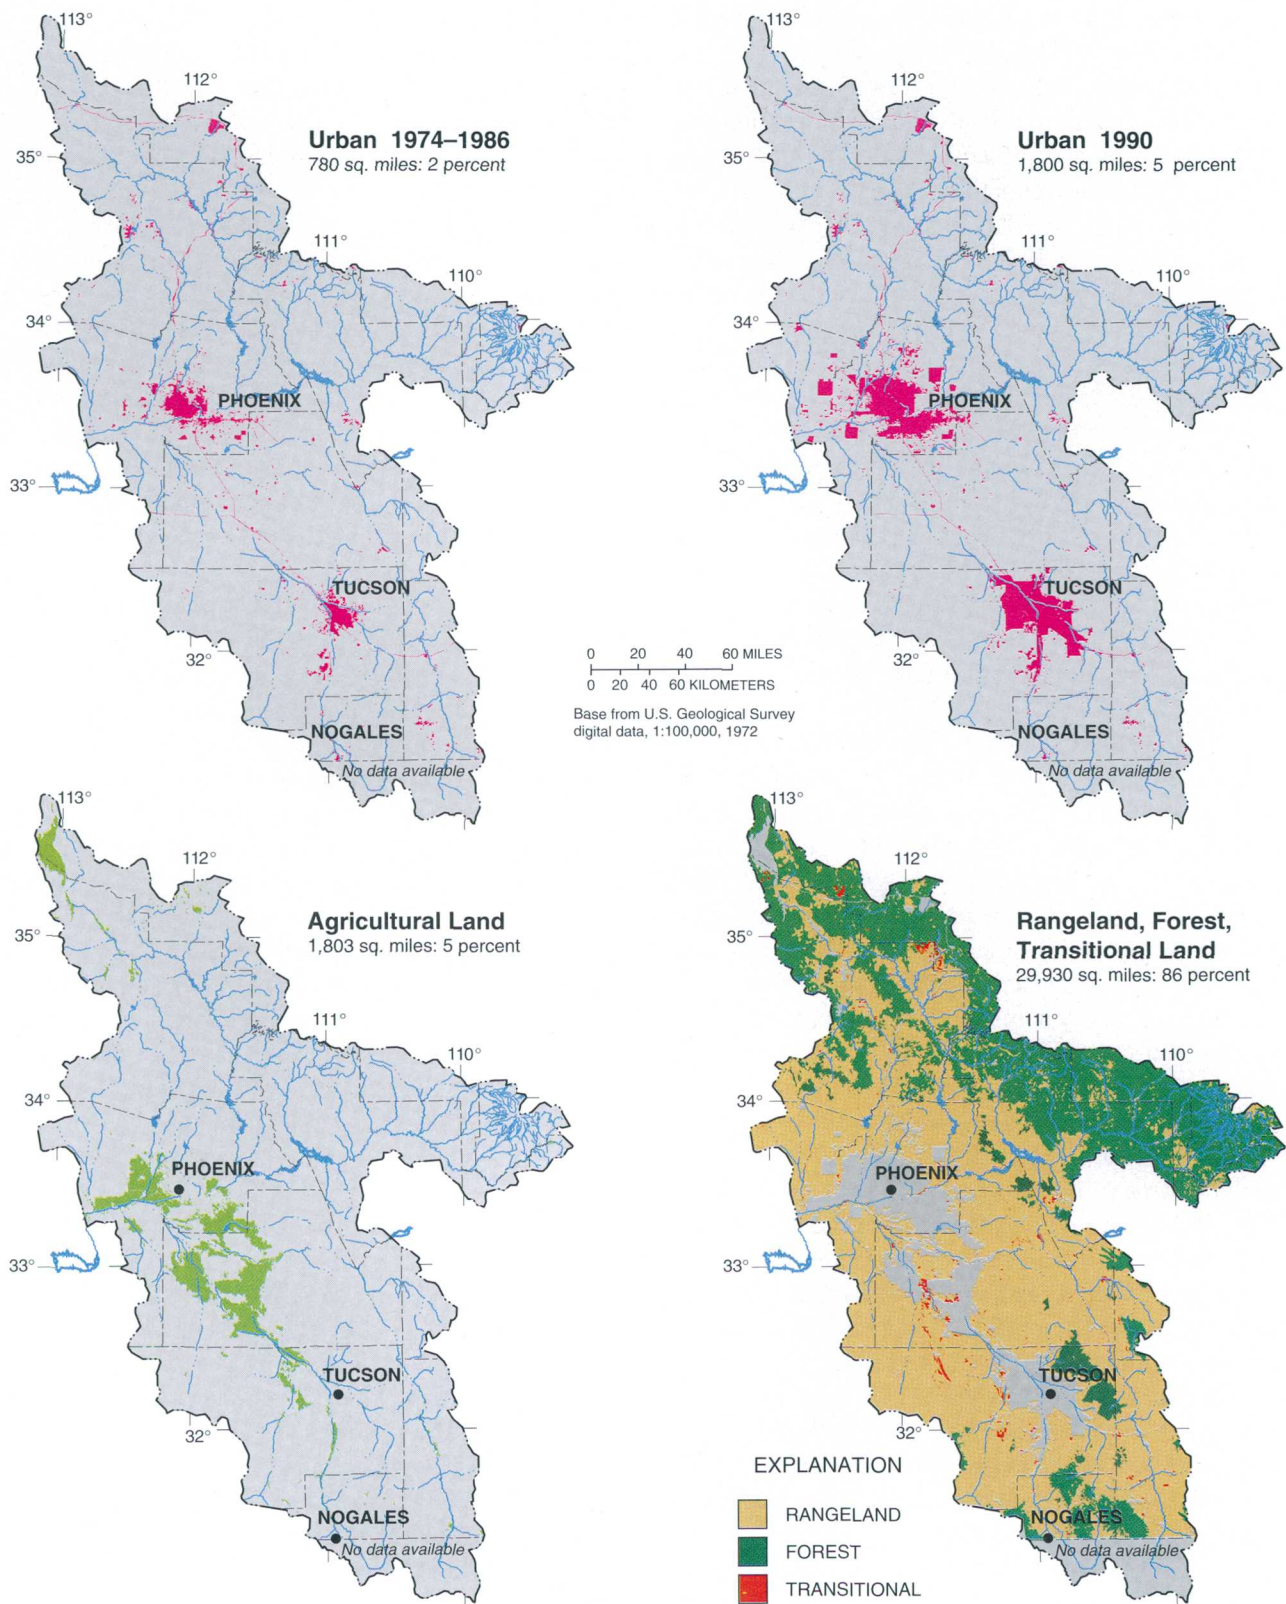 113°
112°
Urban 1974–1986
780 sq. miles: 2 percent
35°
111°
110°
34°
PHOENIX
33°
TUCSON
32°
NOGALES
No data available
113°
112°
Urban 1990
1,800 sq. miles: 5 percent
35°
111°
110°
34°
PHOENIX
33°
TUCSON
32°
NOGALES
No data available
0 20 40 60 MILES
0 20 40 60 KILOMETERS
Base from U.S. Geological Survey
digital data, 1:100,000, 1972
113°
112°
Agricultural Land
1,803 sq. miles: 5 percent
35°
111°
110°
34°
PHOENIX
33°
TUCSON
32°
NOGALES
No data available
113°
112°
Rangeland, Forest,
Transitional Land
29,930 sq. miles: 86 percent
35°
111°
110°
34°
PHOENIX
33°
TUCSON
32°
NOGALES
No data available
EXPLANATION
RANGELAND
FOREST
TRANSITIONAL